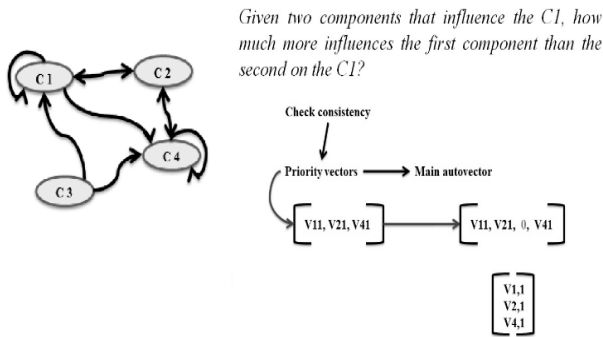 Given two components that influence the C1, how
much more influences the first component than the
second on the C1?
C 1
C 2
C 4
C 3
Check consistency
Priority vectors
Main autovector
V11, V21, V41
V11, V21, 0, V41
V1,1
V2,1
V4,1